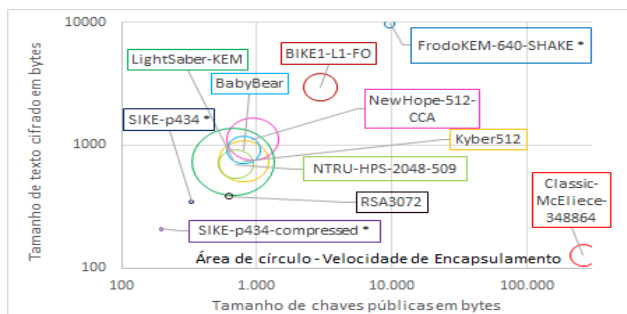 10000
FrodoKEM-640-SHAKE *
LightSaber-KEM
BIKE1-L1-FO
BabyBear
NewHope-512-
CCA
SIKE-p434 *
1000
Kyber512
NTRU-HPS-2048-509
Classic-
McEliece-
348864
RSA3072
SIKE-p434-compressed *
Área de círculo - Velocidade de Encapsulamento
100
100
1.000
10.000
100.000
Tamanho de chaves públicas em bytes
Tamanho de texto cifrado em bytes